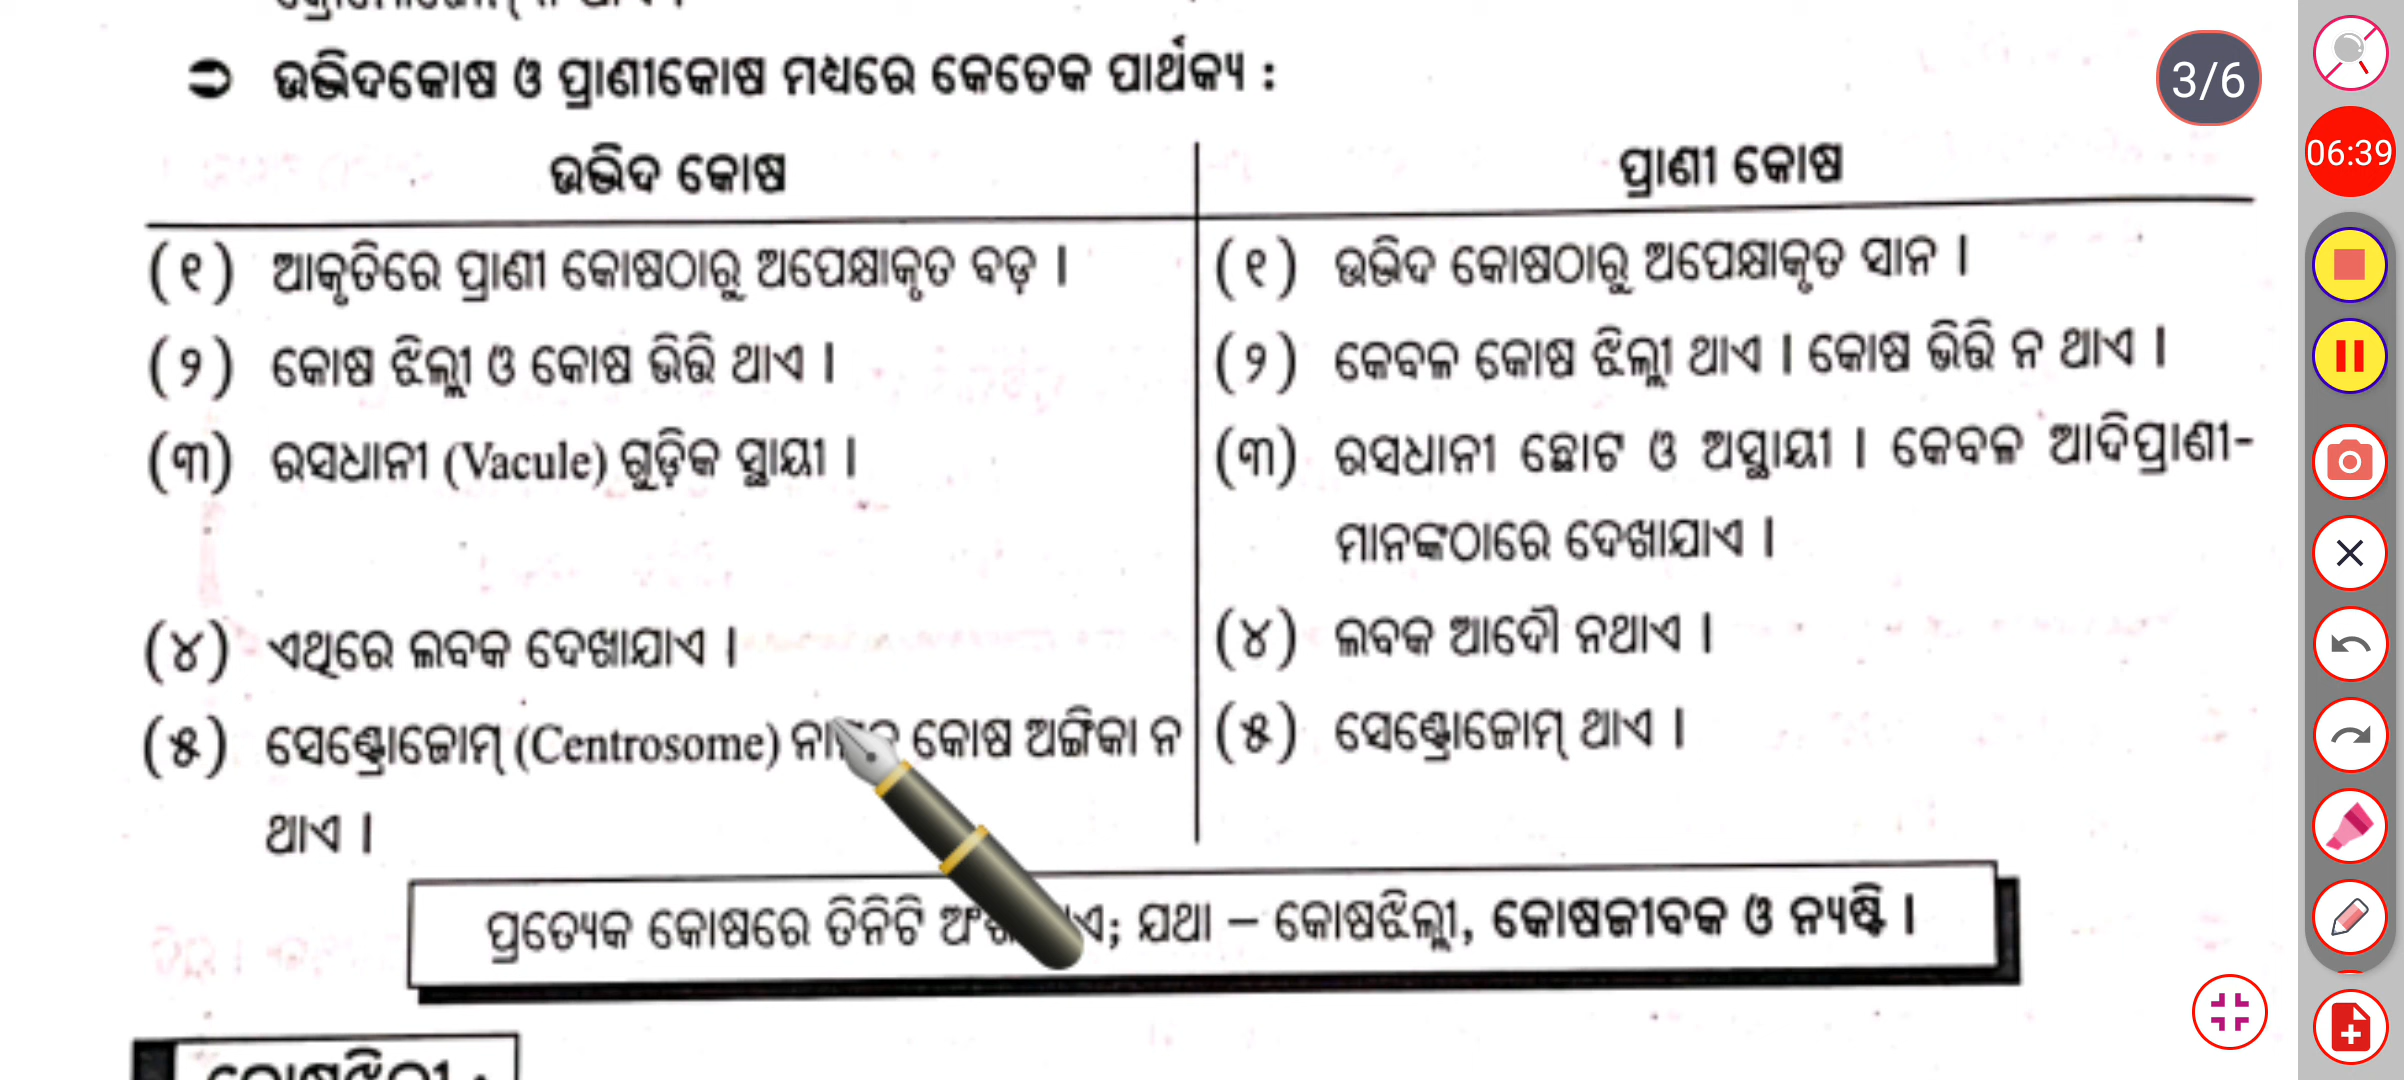 ➲ ଉଦ୍ଭିଦକୋଷ ଓ ପ୍ରାଣୀକୋଷ ମଧ୍ୟରେ କେତେକ ପାର୍ଥକ୍ୟ :
3/6
06:39
ଉଦ୍ଭିଦ କୋଷ
ପ୍ରାଣୀ କୋଷ
(୧) ଆକୃତିରେ ପ୍ରାଣୀ କୋଷଠାରୁ ଅପେକ୍ଷାକୃତ ବଡ଼ ।
(୧) ଉଦ୍ଭିଦ କୋଷଠାରୁ ଅପେକ୍ଷାକୃତ ସାନ ।
(୨) କୋଷ ଝିଲ୍ଲୀ ଓ କୋଷ ଭିତ୍ତି ଥାଏ ।
(୨) କେବଳ କୋଷ ଝିଲ୍ଲୀ ଥାଏ । କୋଷ ଭିତ୍ତି ନ ଥାଏ ।
(୩) ରସଧାନୀ (Vacule) ଗୁଡ଼ିକ ସ୍ଥାୟୀ ।
(୩) ରସଧାନୀ ଛୋଟ ଓ ଅସ୍ଥାୟୀ । କେବଳ ଆଦିପ୍ରାଣୀ-
ମାନଙ୍କଠାରେ ଦେଖାଯାଏ ।
(୪) ଏଥିରେ ଲବକ ଦେଖାଯାଏ ।
(୪) ଲବକ ଆଦୌ ନଥାଏ ।
(୫) ସେଣ୍ଟ୍ରୋଜୋମ୍ (Centrosome) କୋଷ ଅଙ୍ଗିକା ନ
ଥାଏ ।
(୫) ସେଣ୍ଟ୍ରୋଜୋମ୍ ଥାଏ ।
ପ୍ରତ୍ୟେକ କୋଷରେ ତିନିଟି ; ଯଥା – କୋଷଝିଲ୍ଲୀ, କୋଷଜୀବକ ଓ ନ୍ୟଷ୍ଟି ।